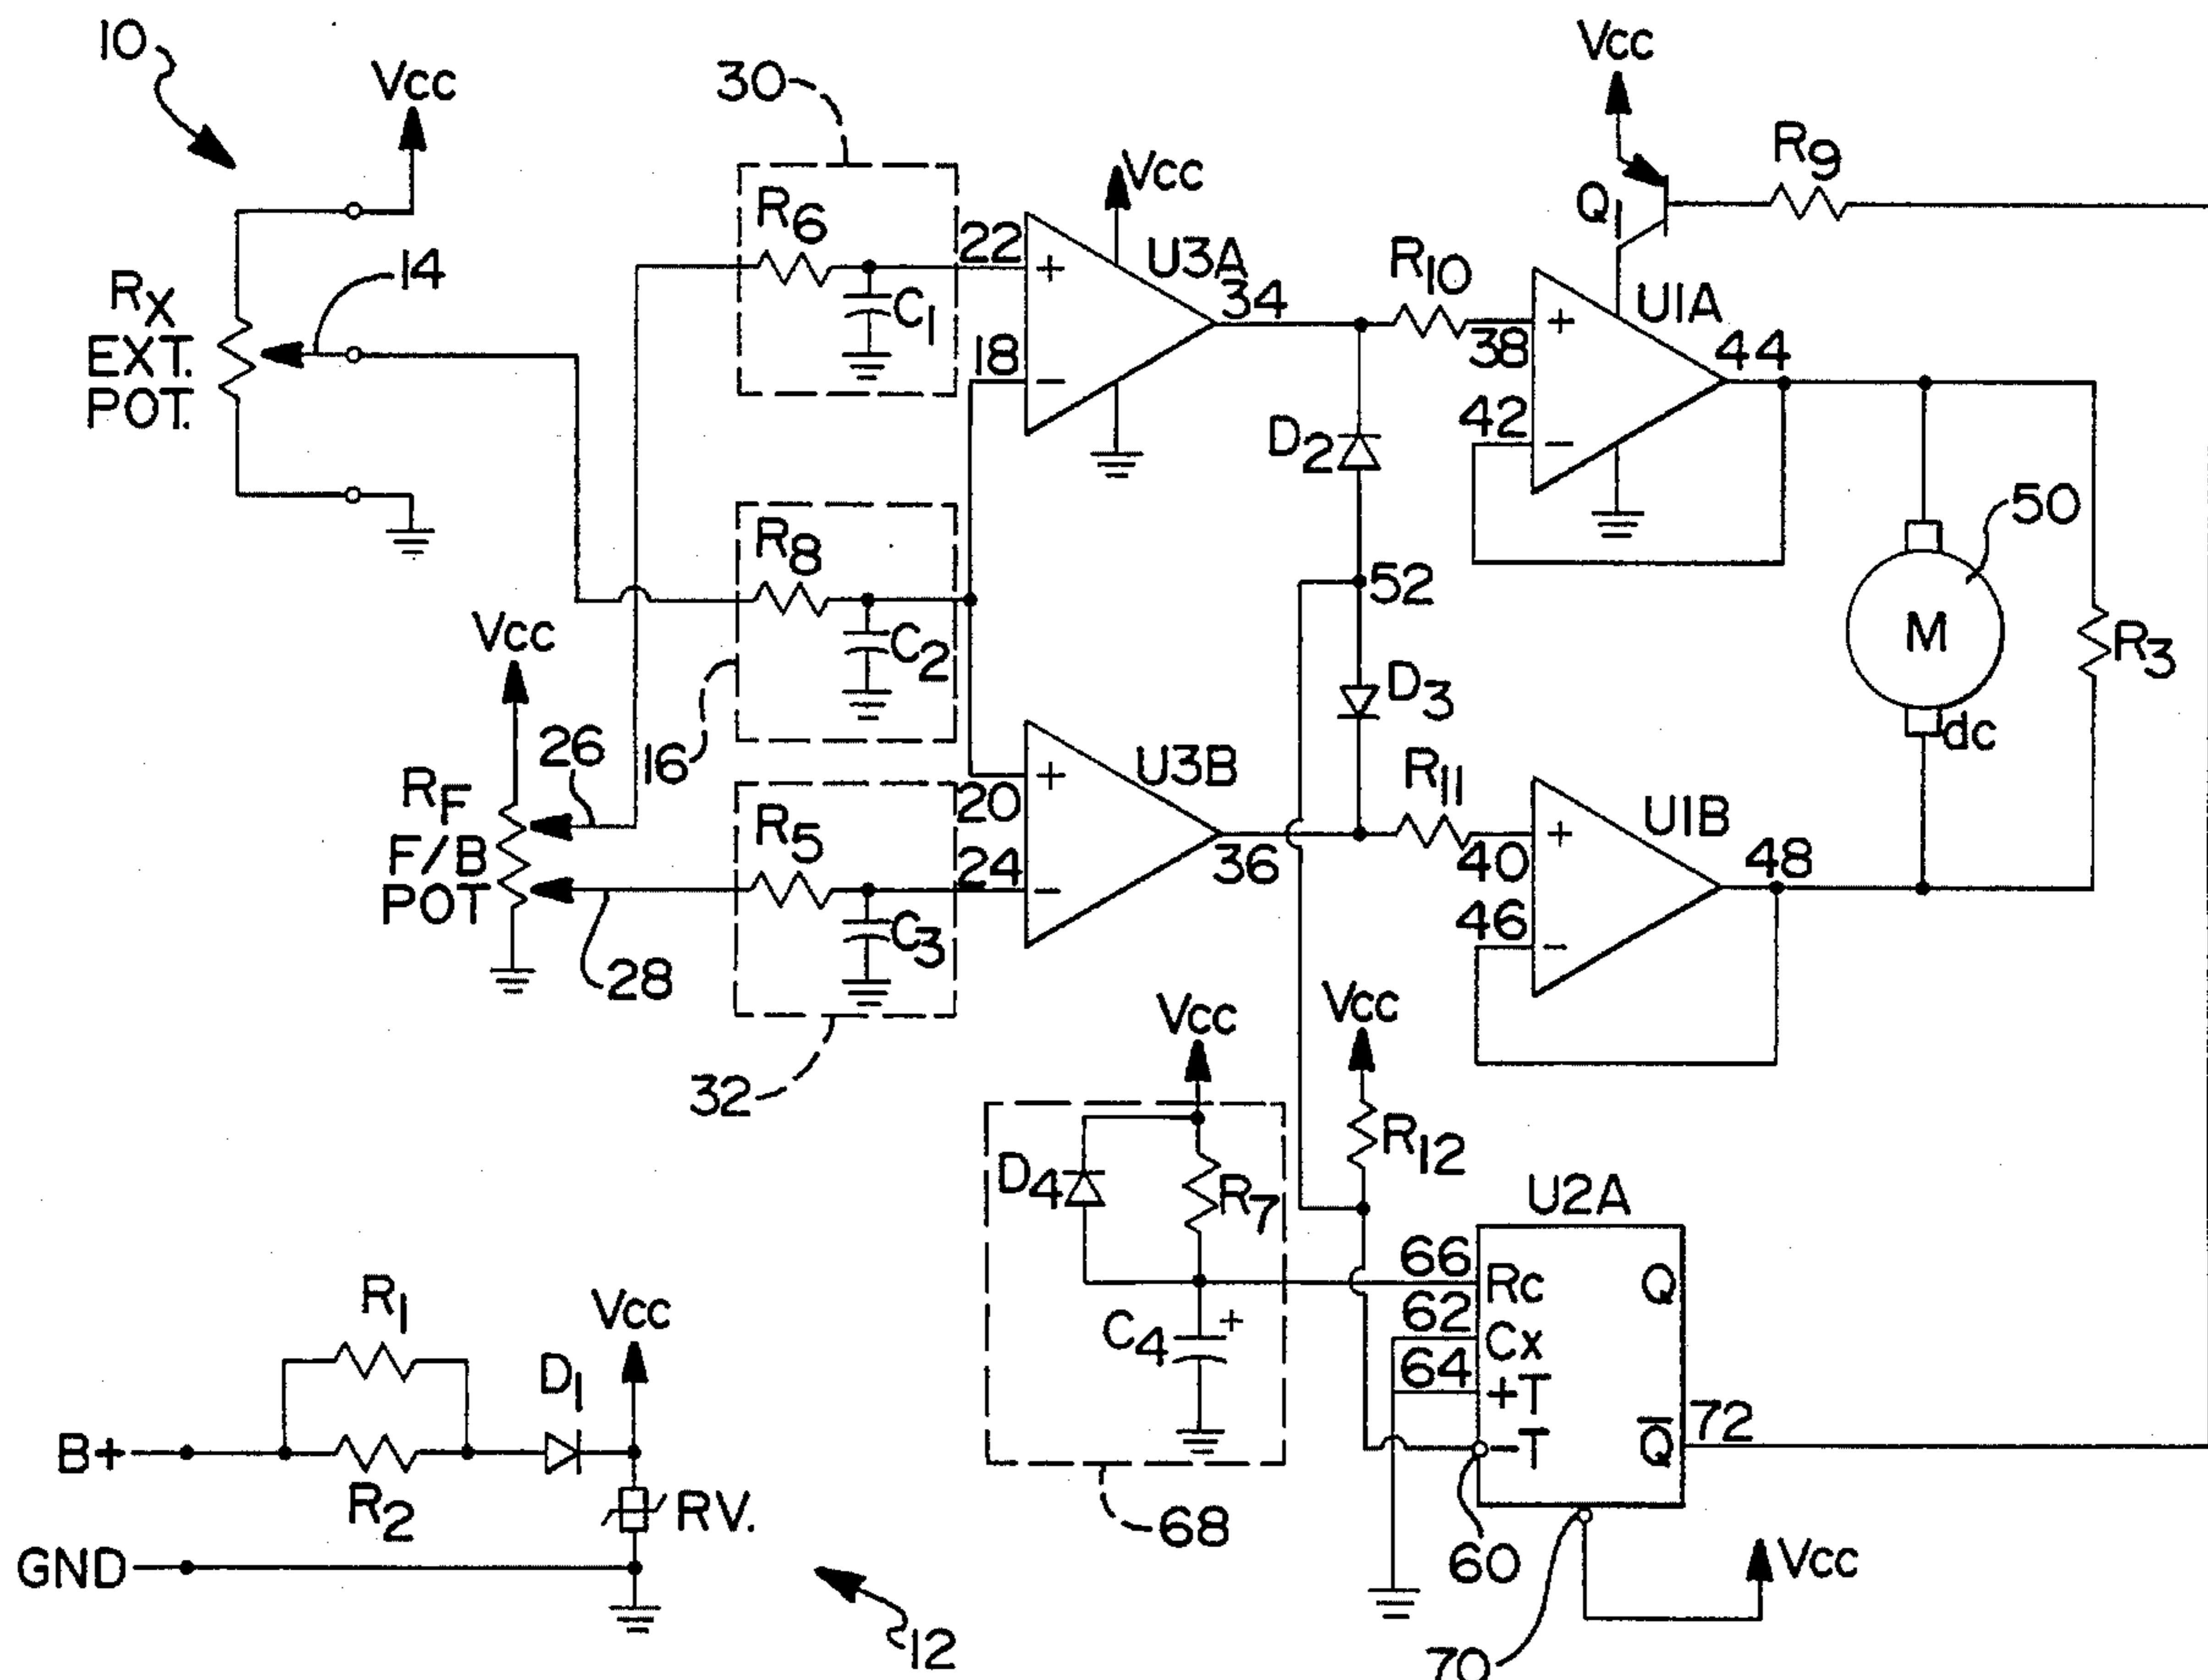 10
Vcc
30
Vcc
Vcc
R6
22
+
U3A
34
Q1
R9
14
RX
EXT.
POT.
C1
18
−
R10
38
+
U1A
44
42
−
D2
50
R8
52
M
R3
Vcc
C2
D3
dc
26
16
+
20
U3B
R11
RF
F/B
POT
R5
24
−
36
40
+
U1B
48
46
−
28
C3
Vcc
Vcc
32
D4
R7
R12
U2A
66
Rc
Q
R1
Vcc
C4
+
62
Cx
64
+T
D1
B+
−T
Q̅
72
R2
RV.
68
60
GND
Vcc
12
70